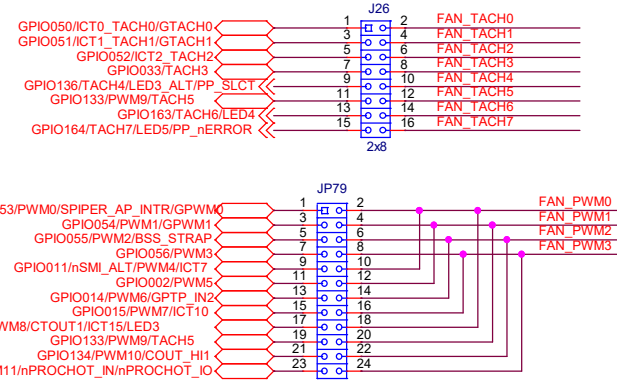 J26
GPIO050/ICT0_TACH0/GTACH0 1 2 FAN_TACH0
GPIO051/ICT1_TACH1/GTACH1 3 4 FAN_TACH1
GPIO052/ICT2_TACH2 5 6 FAN_TACH2
GPIO033/TACH3 7 8 FAN_TACH3
GPIO136/TACH4/LED3_ALT/PP_SLCT 9 10 FAN_TACH4
GPIO133/PWM9/TACH5 11 12 FAN_TACH5
GPIO163/TACH6/LED4 13 14 FAN_TACH6
GPIO164/TACH7/LED5/PP_nERROR 15 16 FAN_TACH7
2x8
JP79
53/PWM0/SPIPER_AP_INTR/GPWM0 1 2 FAN_PWM0
GPIO054/PWM1/GPWM1 3 4 FAN_PWM1
GPIO055/PWM2/BSS_STRAP 5 6 FAN_PWM2
GPIO056/PWM3 7 8 FAN_PWM3
GPIO011/nSMI_ALT/PWM4/ICT7 9 10
GPIO002/PWM5 11 12
GPIO014/PWM6/GPTP_IN2 13 14
GPIO015/PWM7/ICT10 15 16
WM8/CTOUT1/ICT15/LED3 17 18
GPIO133/PWM9/TACH5 19 20
GPIO134/PWM10/COUT_HI1 21 22
M11/nPROCHOT_IN/nPROCHOT_IO 23 24